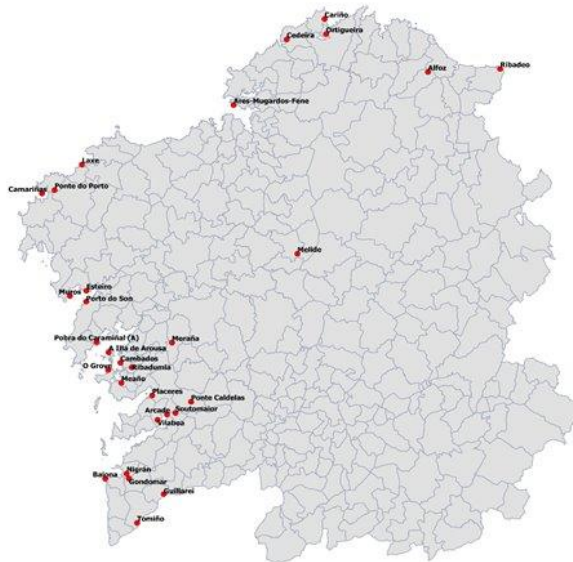 Cariño
Ortigueira
Cedeira
Ribadeo
Alfoz
Ares-Mugardos-Fene
Laxe
Camariñas
Ponte do Porto
Melide
Esteiro
Muros
Porto do Son
Pobra do Caramiñal (A)
Moraña
A Illa de Arousa
Cambados
O Grove
Ribadumia
Meaño
Placeres
Ponte Caldelas
Arcade
Soutomaior
Vilaboa
Nigrán
Baiona
Gondomar
Guillarei
Tomiño